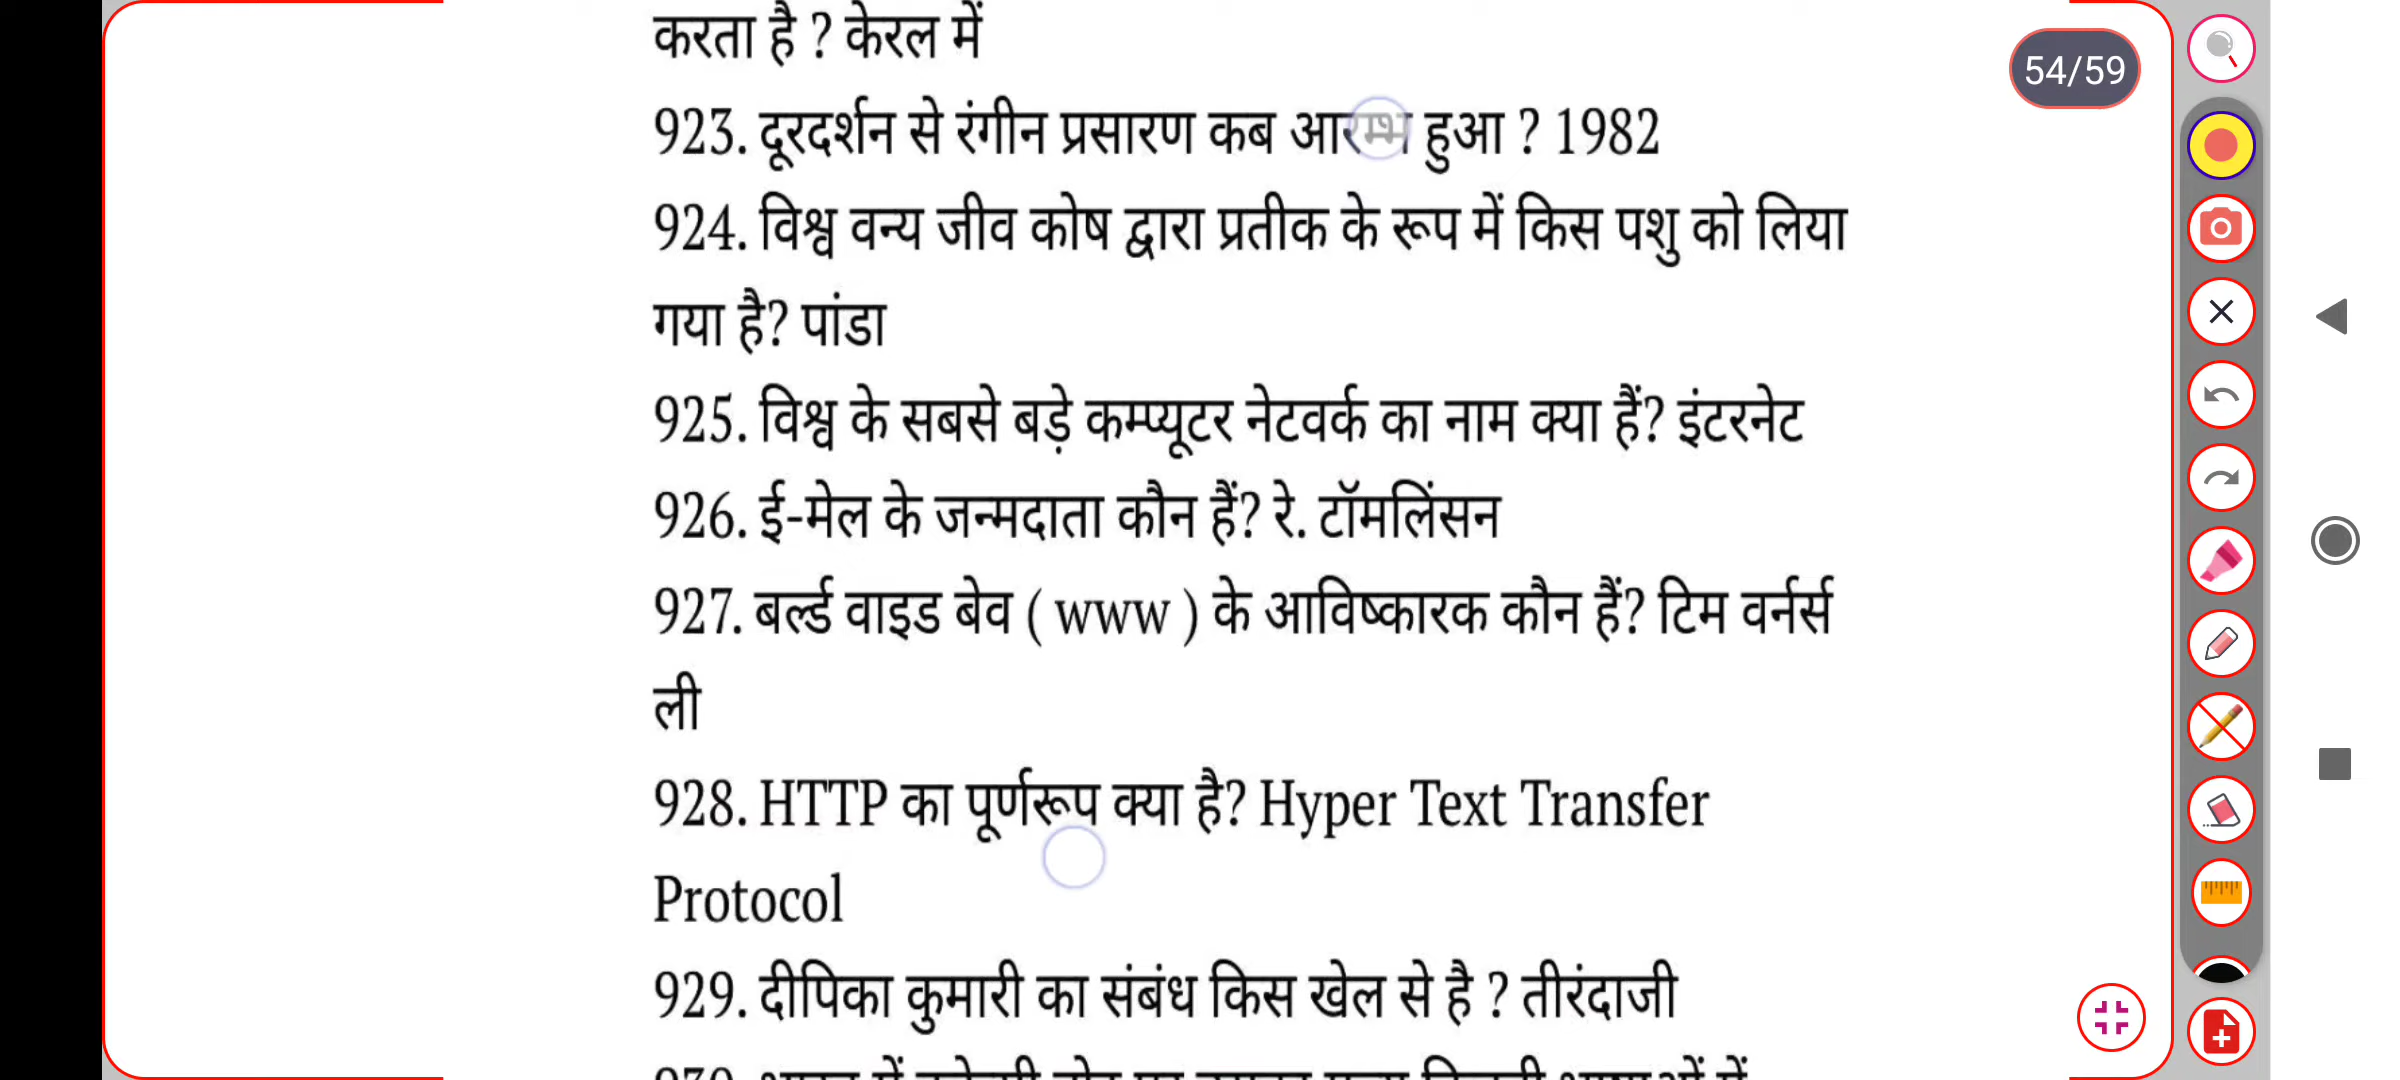 करता है ? केरल में
54/59
923. दूरदर्शन से रंगीन प्रसारण कब आरम्भ हुआ ? 1982
924. विश्व वन्य जीव कोष द्वारा प्रतीक के रूप में किस पशु को लिया
गया है? पांडा
925. विश्व के सबसे बड़े कम्प्यूटर नेटवर्क का नाम क्या हैं? इंटरनेट
926. ई-मेल के जन्मदाता कौन हैं? रे. टॉमलिंसन
927. बर्ल्ड वाइड बेव ( www ) के आविष्कारक कौन हैं? टिम वर्नर्स
ली
928. HTTP का पूर्णरूप क्या है? Hyper Text Transfer
Protocol
929. दीपिका कुमारी का संबंध किस खेल से है ? तीरंदाजी